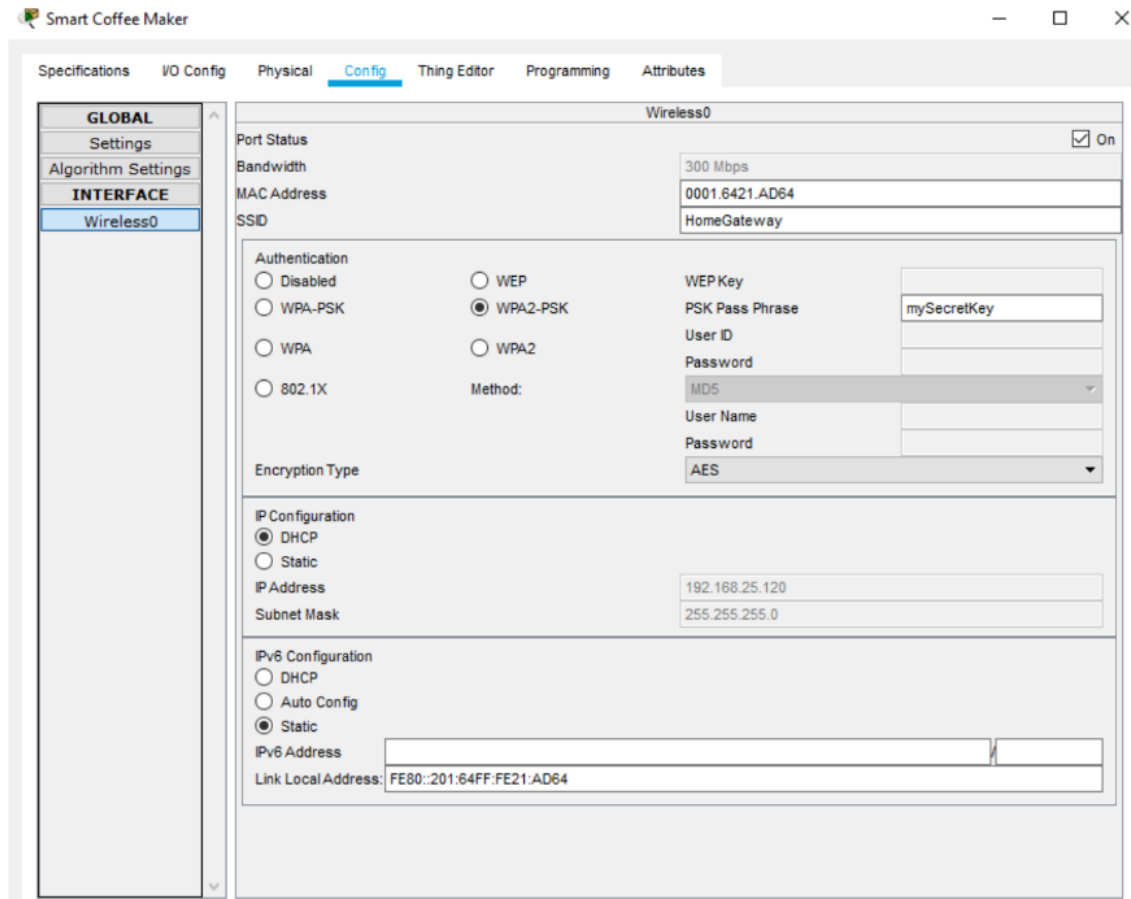 Smart Coffee Maker
Specifications I/O Config Physical Config Thing Editor Programming Attributes
GLOBAL
Settings
Algorithm Settings
INTERFACE
Wireless0
Wireless0
Port Status On
Bandwidth 300 Mbps
MAC Address 0001.6421.AD64
SSID HomeGateway
Authentication
Disabled WEP WEP Key
WPA-PSK WPA2-PSK PSK Pass Phrase mySecretKey
User ID
WPA WPA2
Password
802.1X Method: MD5
User Name
Password
Encryption Type AES
IP Configuration
DHCP
Static
IP Address 192.168.25.120
Subnet Mask 255.255.255.0
IPv6 Configuration
DHCP
Auto Config
Static
IPv6 Address /
Link Local Address: FE80::201:64FF:FE21:AD64